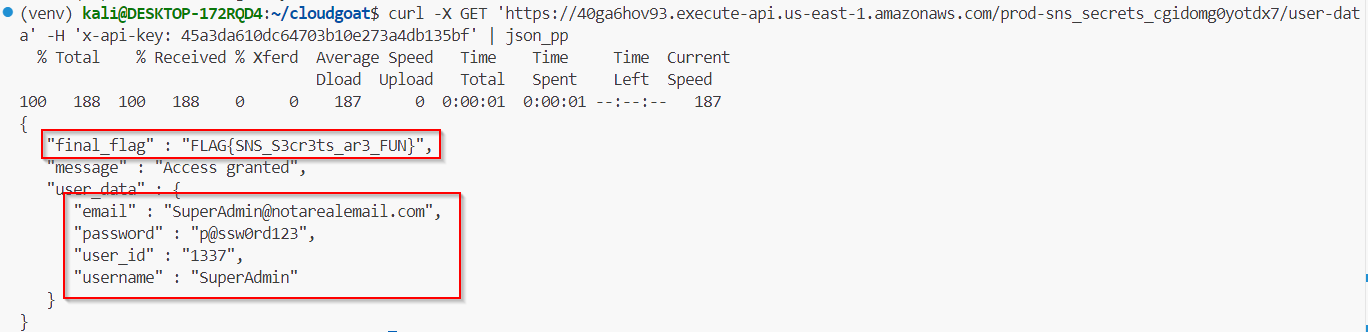 (venv) kali@DESKTOP-172RQD4:~/cloudgoat$ curl -X GET 'https://40ga6hov93.execute-api.us-east-1.amazonaws.com/prod-sns_secrets_cgidomg0yotdx7/user-dat
a' -H 'x-api-key: 45a3da610dc64703b10e273a4db135bf' | json_pp
% Total % Received % Xferd Average Speed Time Time Time Current
Dload Upload Total Spent Left Speed
100 188 100 188 0 0 187 0 0:00:01 0:00:01 --:--:-- 187
{
"final_flag" : "FLAG{SNS_S3cr3ts_ar3_FUN}",
"message" : "Access granted",
"user_data" : {
"email" : "SuperAdmin@notarealemail.com",
"password" : "p@ssw0rd123",
"user_id" : "1337",
"username" : "SuperAdmin"
}
}